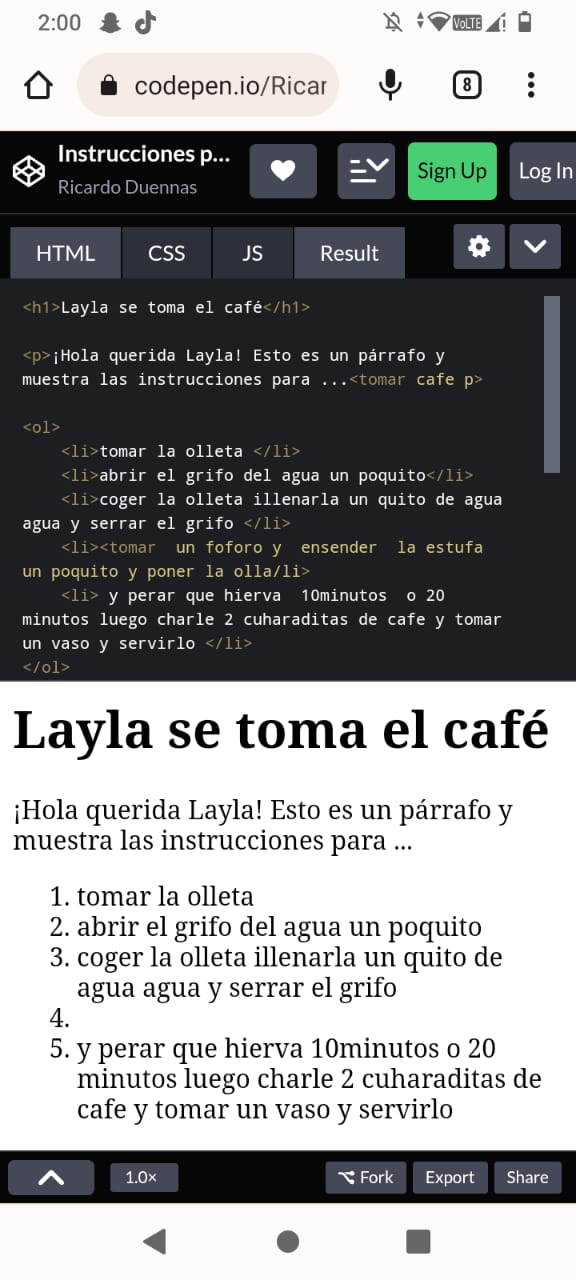 2:00 VoLTE
codepen.io/Ricar 8
Instrucciones p...
Ricardo Duennas
Sign Up
Log In
HTML CSS JS Result
<h1>Layla se toma el café</h1>
<p>¡Hola querida Layla! Esto es un párrafo y
muestra las instrucciones para ...<tomar cafe p>
<ol>
<li>tomar la olleta </li>
<li>abrir el grifo del agua un poquito</li>
<li>coger la olleta illenarla un quito de agua
agua y serrar el grifo </li>
<li><tomar  un foforo y  ensender  la estufa
un poquito y poner la olla/li>
<li> y perar que hierva  10minutos  o 20
minutos luego charle 2 cuharaditas de cafe y tomar
un vaso y servirlo </li>
</ol>
Layla se toma el café
¡Hola querida Layla! Esto es un párrafo y
muestra las instrucciones para ...
1. tomar la olleta
2. abrir el grifo del agua un poquito
3. coger la olleta illenarla un quito de
agua agua y serrar el grifo
4.
5. y perar que hierva 10minutos o 20
minutos luego charle 2 cuharaditas de
cafe y tomar un vaso y servirlo
1.0× Fork Export Share